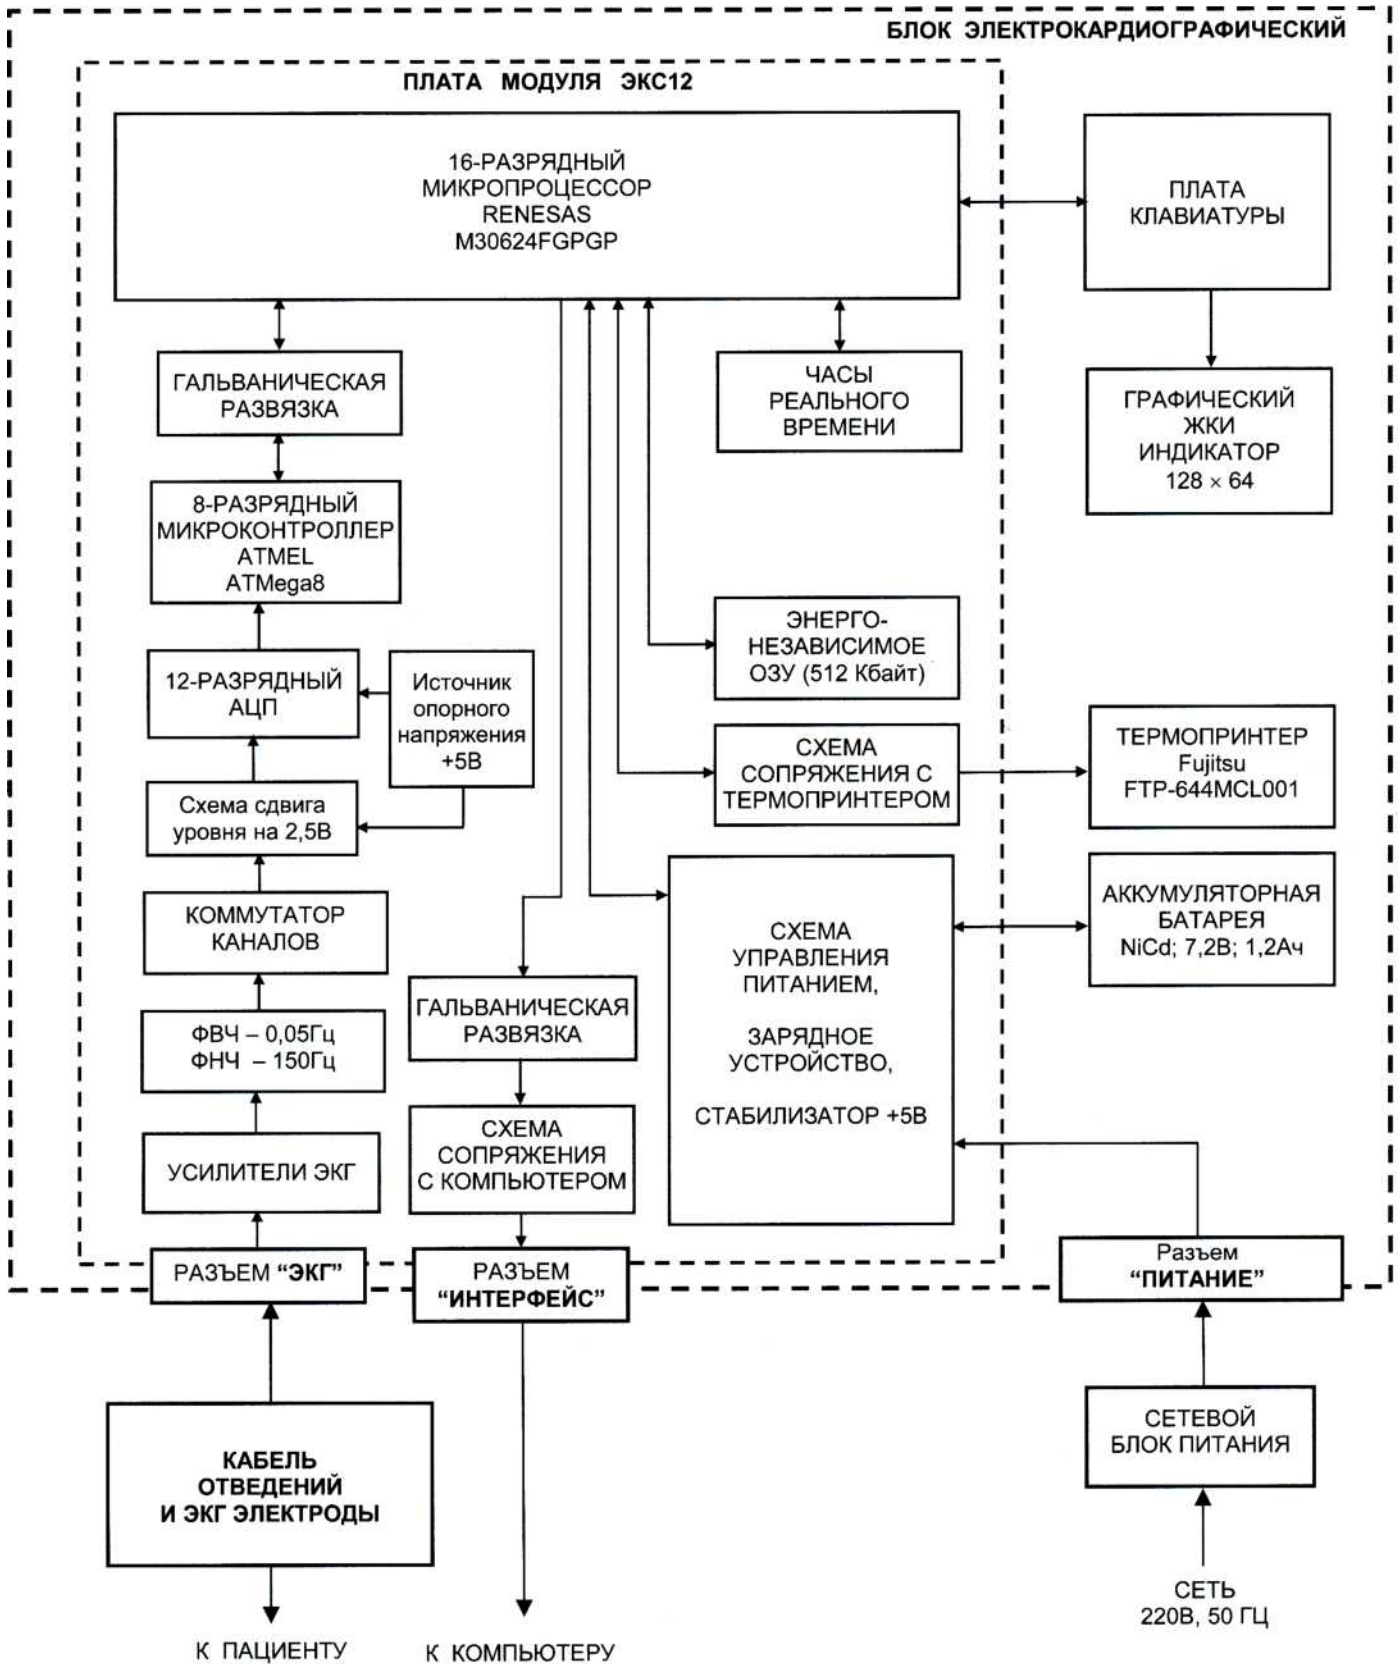 БЛОК ЭЛЕКТРОКАРДИОГРАФИЧЕСКИЙ
ПЛАТА МОДУЛЯ ЭКС12
16-РАЗРЯДНЫЙ
МИКРОПРОЦЕССОР
RENESAS
M30624FGPGP
ПЛАТА
КЛАВИАТУРЫ
ГАЛЬВАНИЧЕСКАЯ
РАЗВЯЗКА
ЧАСЫ
РЕАЛЬНОГО
ВРЕМЕНИ
ГРАФИЧЕСКИЙ
ЖКИ
ИНДИКАТОР
128 × 64
8-РАЗРЯДНЫЙ
МИКРОКОНТРОЛЛЕР
ATMEL
ATMega8
ЭНЕРГО-
НЕЗАВИСИМОЕ
ОЗУ (512 Кбайт)
12-РАЗРЯДНЫЙ
АЦП
Источник
опорного
напряжения
+5В
СХЕМА
СОПРЯЖЕНИЯ С
ТЕРМОПРИНТЕРОМ
ТЕРМОПРИНТЕР
Fujitsu
FTP-644MCL001
Схема сдвига
уровня на 2,5В
КОММУТАТОР
КАНАЛОВ
СХЕМА
УПРАВЛЕНИЯ
ПИТАНИЕМ,
ЗАРЯДНОЕ
УСТРОЙСТВО,
СТАБИЛИЗАТОР +5В
АККУМУЛЯТОРНАЯ
БАТАРЕЯ
NiCd; 7,2В; 1,2Ач
ГАЛЬВАНИЧЕСКАЯ
РАЗВЯЗКА
ФВЧ – 0,05Гц
ФНЧ – 150Гц
СХЕМА
СОПРЯЖЕНИЯ
С КОМПЬЮТЕРОМ
УСИЛИТЕЛИ ЭКГ
РАЗЪЕМ “ЭКГ”
РАЗЪЕМ
“ИНТЕРФЕЙС”
Разъем
“ПИТАНИЕ”
КАБЕЛЬ
ОТВЕДЕНИЙ
И ЭКГ ЭЛЕКТРОДЫ
СЕТЕВОЙ
БЛОК ПИТАНИЯ
СЕТЬ
220В, 50 ГЦ
К ПАЦИЕНТУ
К КОМПЬЮТЕРУ